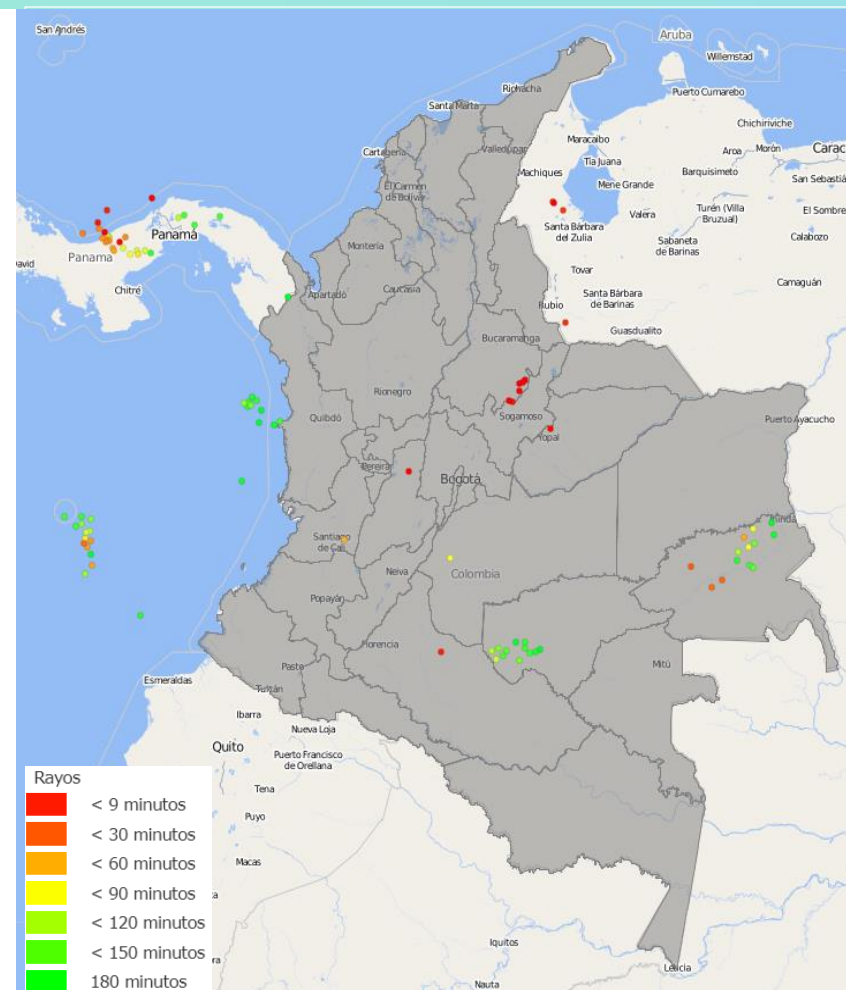 San Andrés
Aruba
Willemstad
Riohacha
Puerto Cumarebo
Santa Marta
Chichiriviche
Maracaibo
Cartagena
Valledupar
Aroa
Morón
Carac
Tía Juana
Machiques
Barquisimeto
San Sebastiá
El Carmen
de Bolívar
Mene Grande
Turén (Villa
Bruzual)
El Sombre
Valera
Santa Bárbara
del Zulia
Panamá
Sabaneta
de Barinas
Calabozo
Montería
David
Panama
Tovar
Camaguán
Chitré
Caucasia
Apartadó
Santa Bárbara
de Barinas
Rubio
Guasdualito
Bucaramanga
Rionegro
Quibdó
Sogamoso
Puerto Ayacucho
Yopal
Pereira
Bogotá
Santiago
de Cali
Neiva
Colombia
Popayán
Florencia
Mitú
Pasto
Esmeraldas
Tulcán
Ibarra
Nueva Loja
Quito
Puerto Francisco
de Orellana
Tena
Puyo
Macas
Iquitos
Leticia
Nauta
Rayos
< 9 minutos
< 30 minutos
< 60 minutos
< 90 minutos
< 120 minutos
< 150 minutos
180 minutos